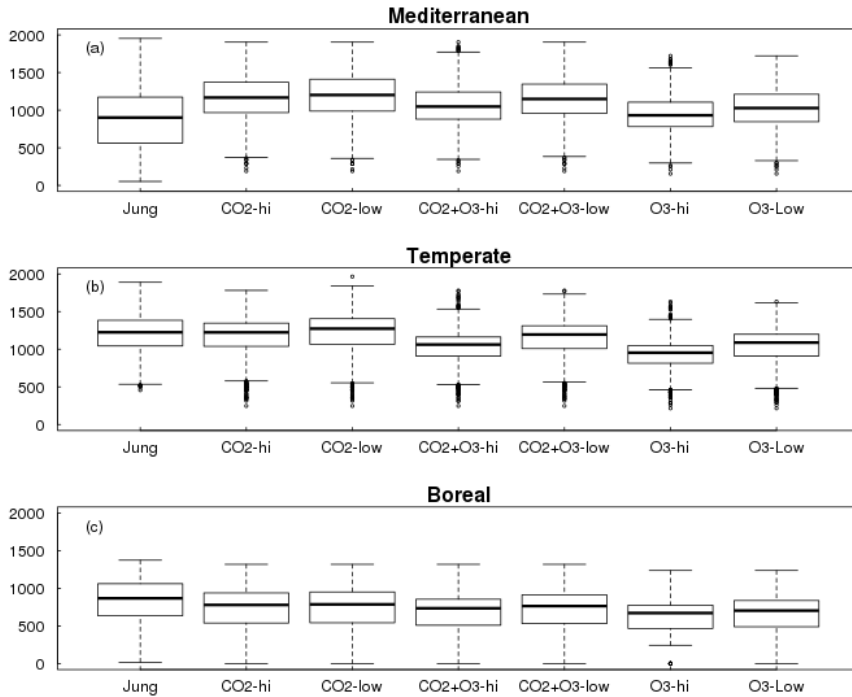 Mediterranean
(a)
2000
1500
1000
500
0
Jung CO2-hi CO2-low CO2+O3-hi CO2+O3-low O3-hi O3-Low
Temperate
(b)
2000
1500
1000
500
0
Jung CO2-hi CO2-low CO2+O3-hi CO2+O3-low O3-hi O3-Low
Boreal
(c)
2000
1500
1000
500
0
Jung CO2-hi CO2-low CO2+O3-hi CO2+O3-low O3-hi O3-Low